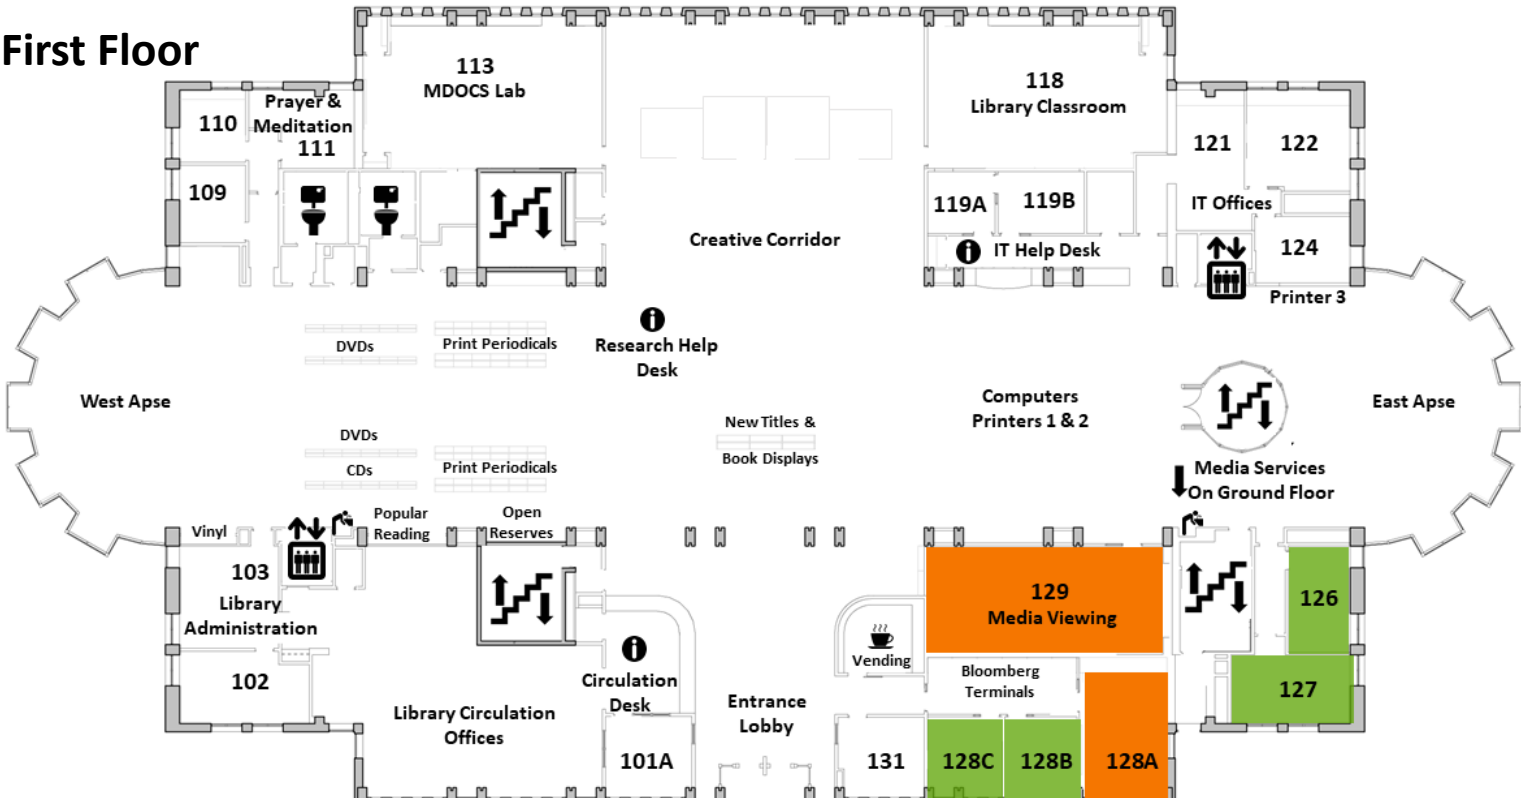 First Floor
113
MDOCS Lab
118
Library Classroom
110
Prayer &
Meditation
111
109
121
122
119A
119B
IT Offices
Creative Corridor
IT Help Desk
124
Printer 3
DVDs
Print Periodicals
Research Help
Desk
West Apse
Computers
Printers 1 & 2
East Apse
New Titles &
Book Displays
DVDs
CDs
Print Periodicals
Media Services
On Ground Floor
Vinyl
Popular
Reading
Open
Reserves
103
Library
Administration
102
129
Media Viewing
126
127
Vending
Circulation
Desk
Bloomberg
Terminals
Entrance
Lobby
Library Circulation
Offices
101A
131
128C
128B
128A